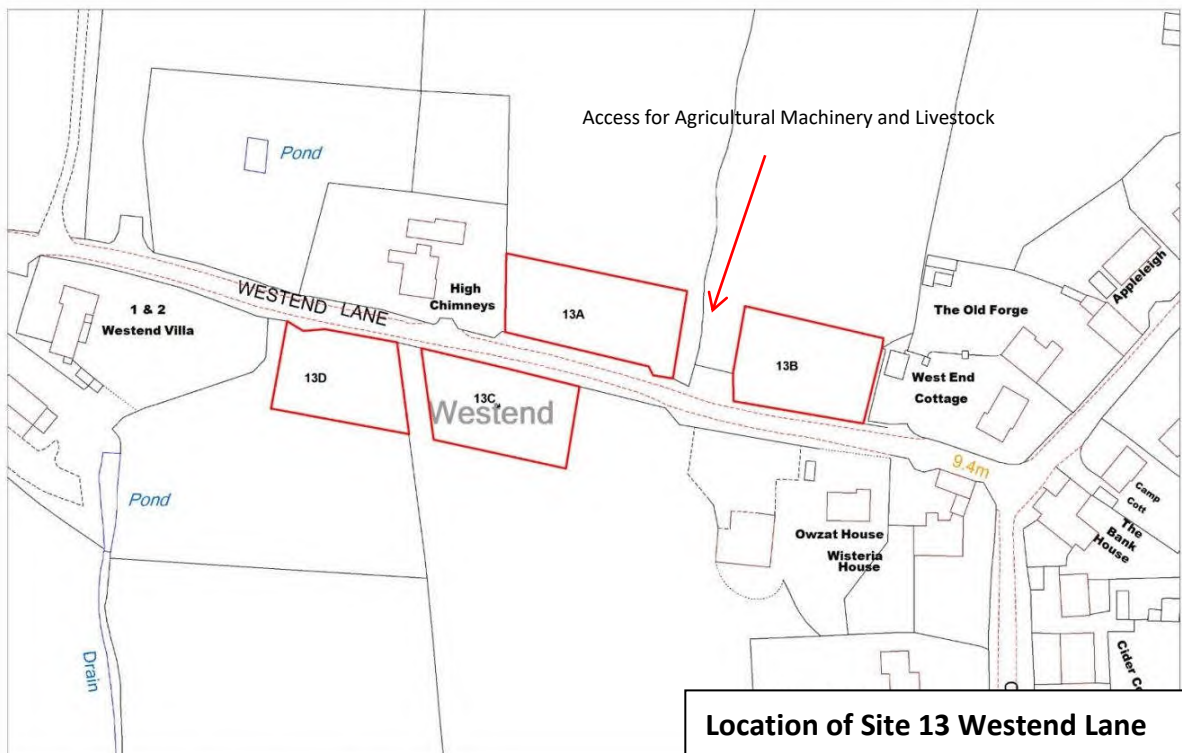 Access for Agricultural Machinery and Livestock
Pond
WESTEND LANE
High
Chimneys
1 & 2
Westend Villa
13A
13B
13C
13D
Westend
Appleleigh
The Old Forge
West End
Cottage
9.4m
Pond
Drain
Owzat House
Wisteria
House
Camp
Cott
The
Bank
House
Location of Site 13 Westend Lane